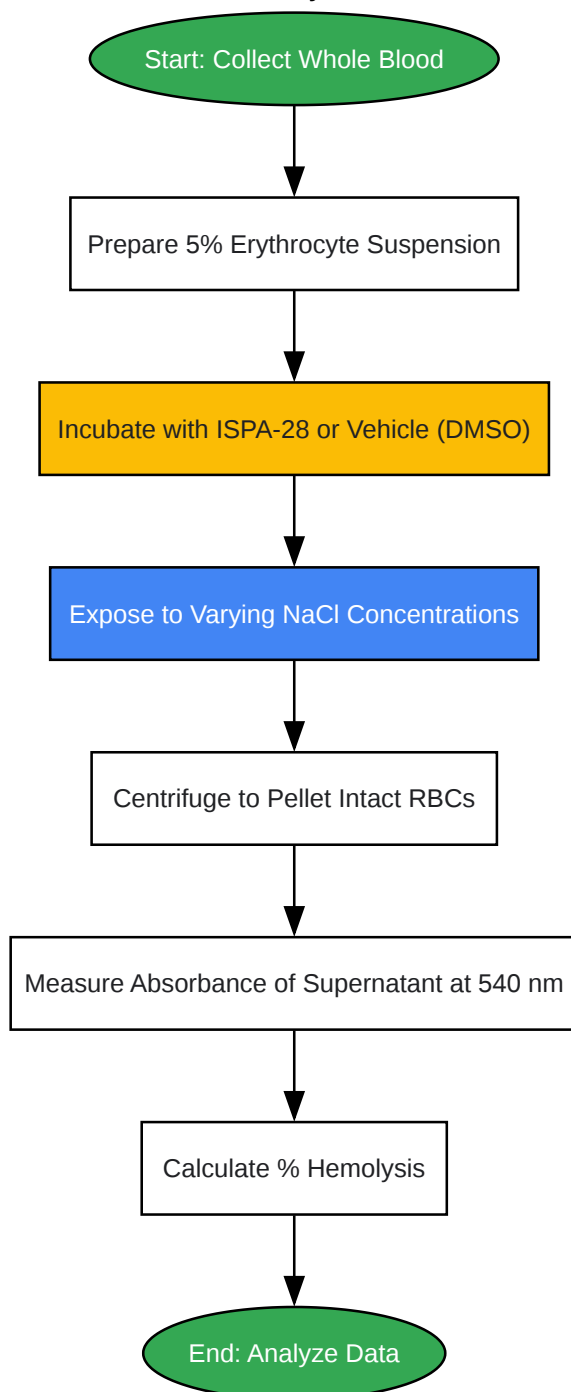 Start: Collect Whole Blood
Prepare 5% Erythrocyte Suspension
Incubate with ISPA-28 or Vehicle (DMSO)
Expose to Varying NaCl Concentrations
Centrifuge to Pellet Intact RBCs
Measure Absorbance of Supernatant at 540 nm
Calculate % Hemolysis
End: Analyze Data